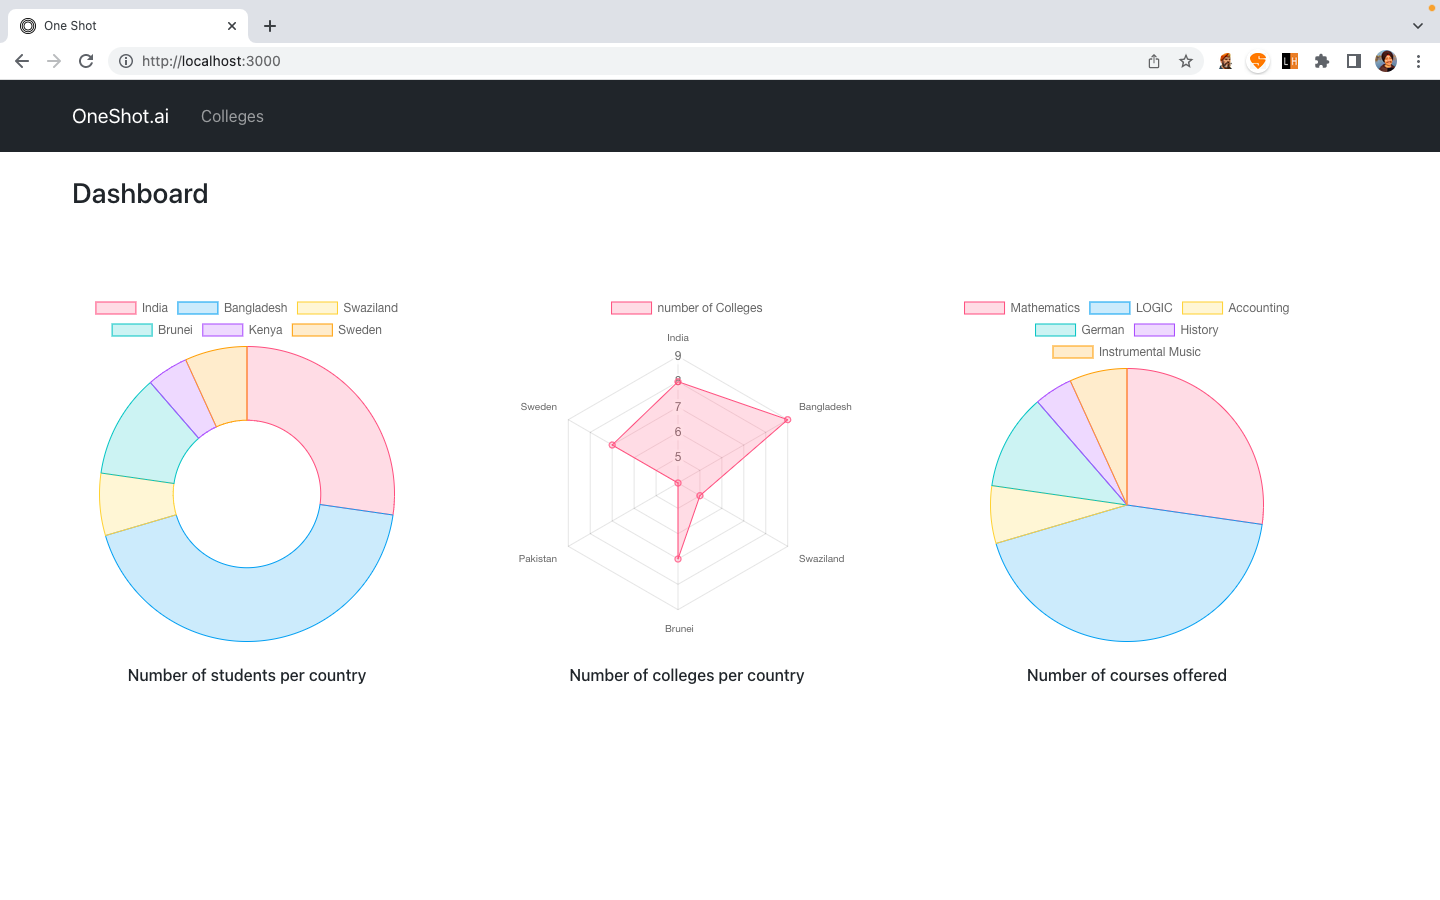 One Shot
http://localhost:3000
L H
OneShot.ai Colleges
Dashboard
India Bangladesh Swaziland
Brunei Kenya Sweden
Number of students per country
number of Colleges
India
9
8
7
6
5
Sweden
Bangladesh
Pakistan
Swaziland
Brunei
Number of colleges per country
Mathematics LOGIC Accounting
German History
Instrumental Music
Number of courses offered